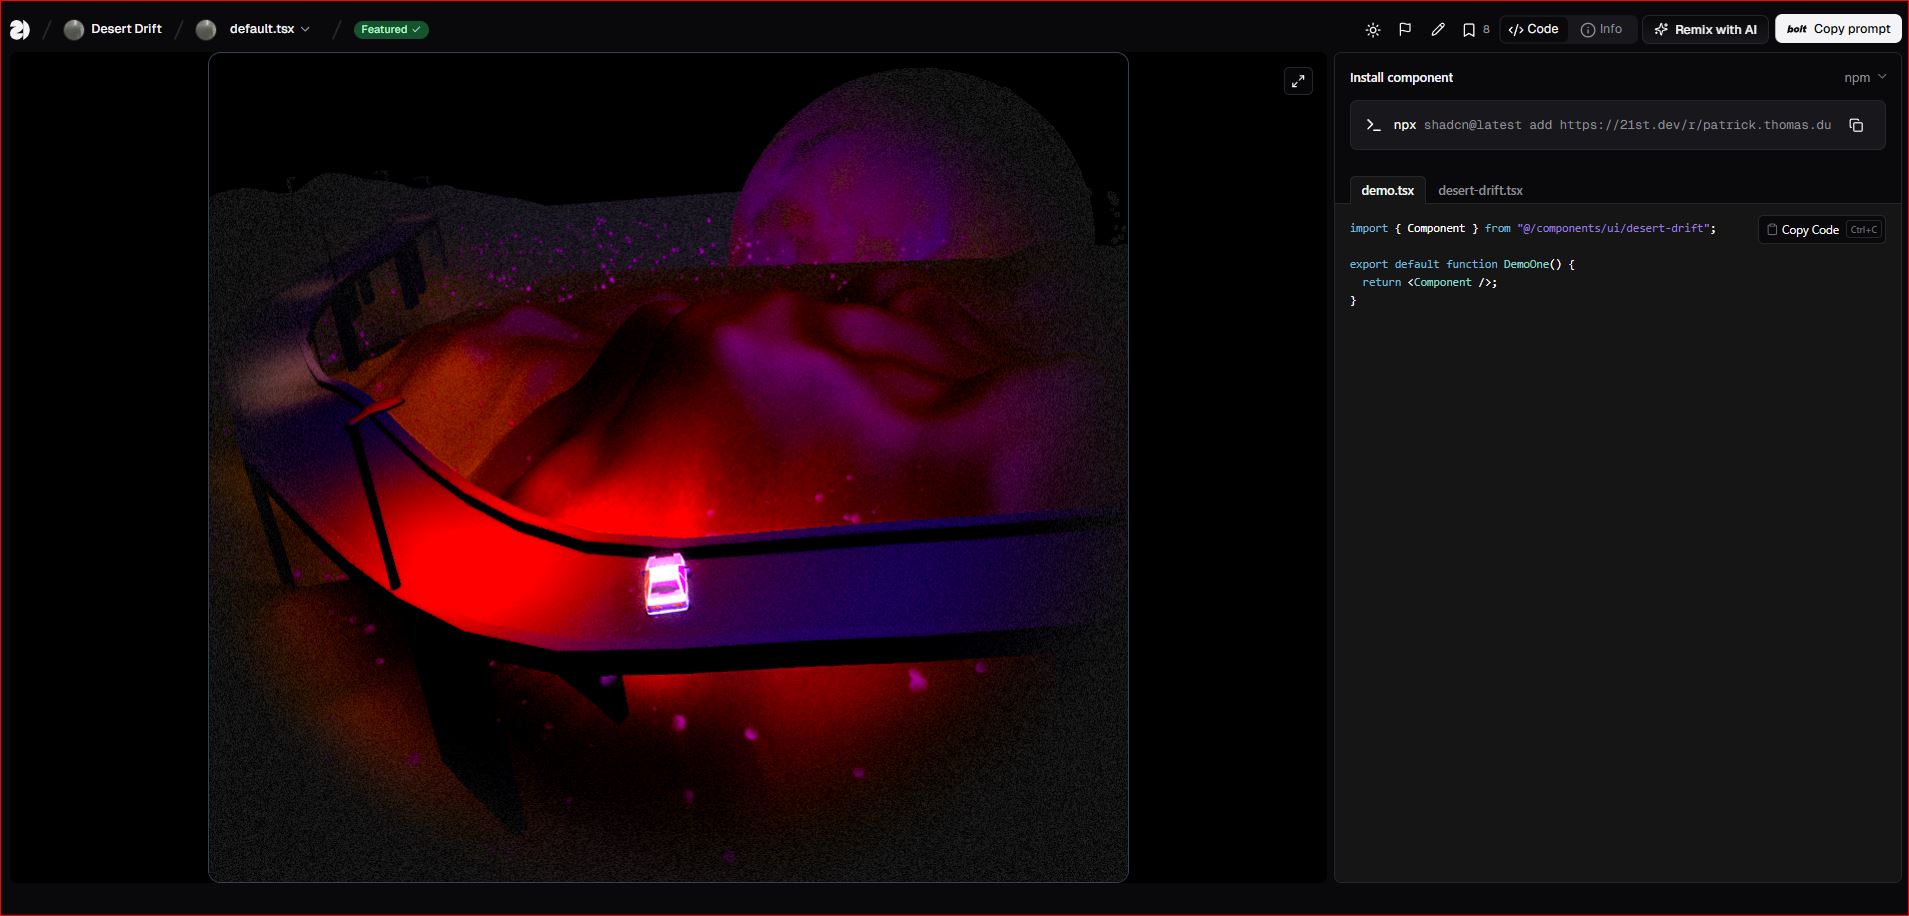 Desert Drift
default.tsx
Featured
8
Code
Info
Remix with AI
bolt Copy prompt
Install component
npm
npx shadcn@latest add https://21st.dev/r/patrick.thomas.du
demo.tsx
desert-drift.tsx
import { Component } from "@/components/ui/desert-drift";
Copy Code Ctrl+C
export default function DemoOne() {
return <Component />;
}